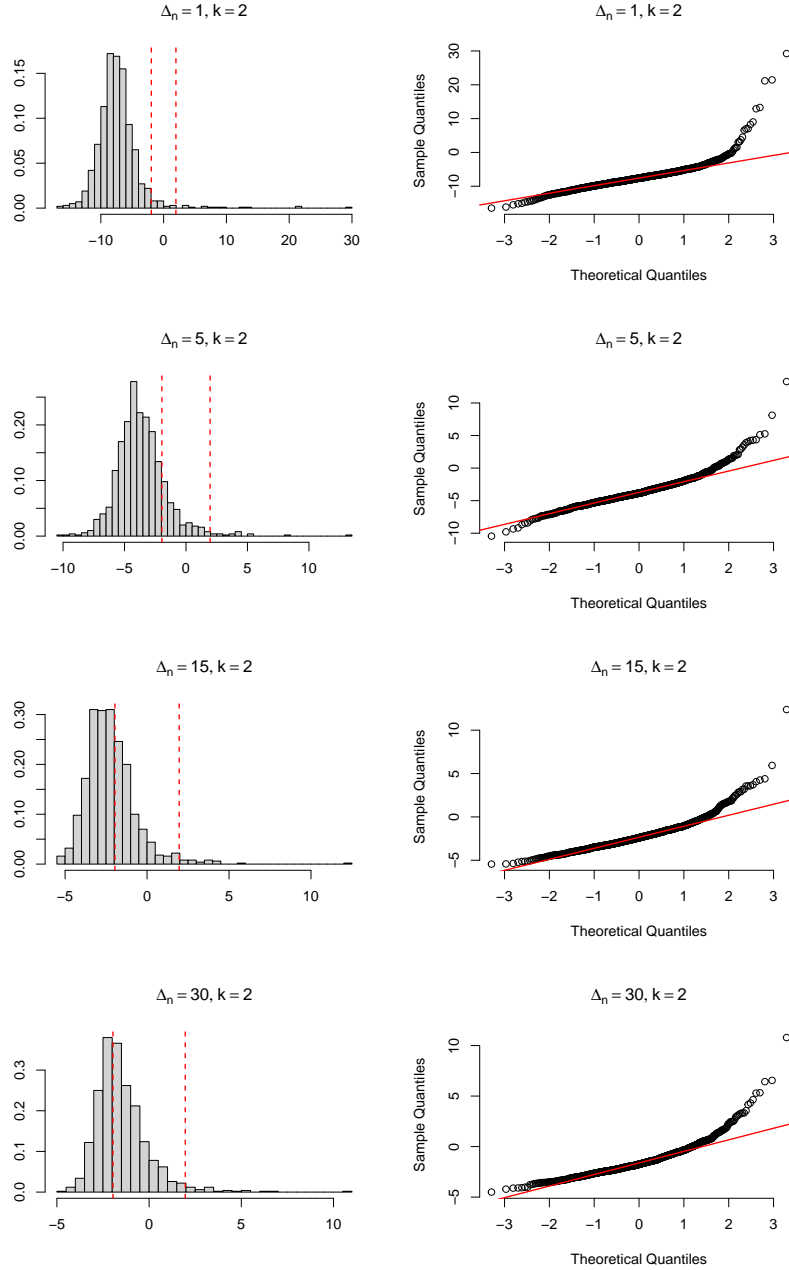 Δn = 1, k = 2
0.00 0.05 0.10 0.15
−10 0 10 20 30
Δn = 1, k = 2
Sample Quantiles
−10 0 10 20 30
−3 −2 −1 0 1 2 3
Theoretical Quantiles
Δn = 5, k = 2
0.00 0.10 0.20
−10 −5 0 5 10
Δn = 5, k = 2
Sample Quantiles
−10 −5 0 5 10
−3 −2 −1 0 1 2 3
Theoretical Quantiles
Δn = 15, k = 2
0.00 0.10 0.20 0.30
−5 0 5 10
Δn = 15, k = 2
Sample Quantiles
−5 0 5 10
−3 −2 −1 0 1 2 3
Theoretical Quantiles
Δn = 30, k = 2
0.0 0.1 0.2 0.3
−5 0 5 10
Δn = 30, k = 2
Sample Quantiles
−5 0 5 10
−3 −2 −1 0 1 2 3
Theoretical Quantiles